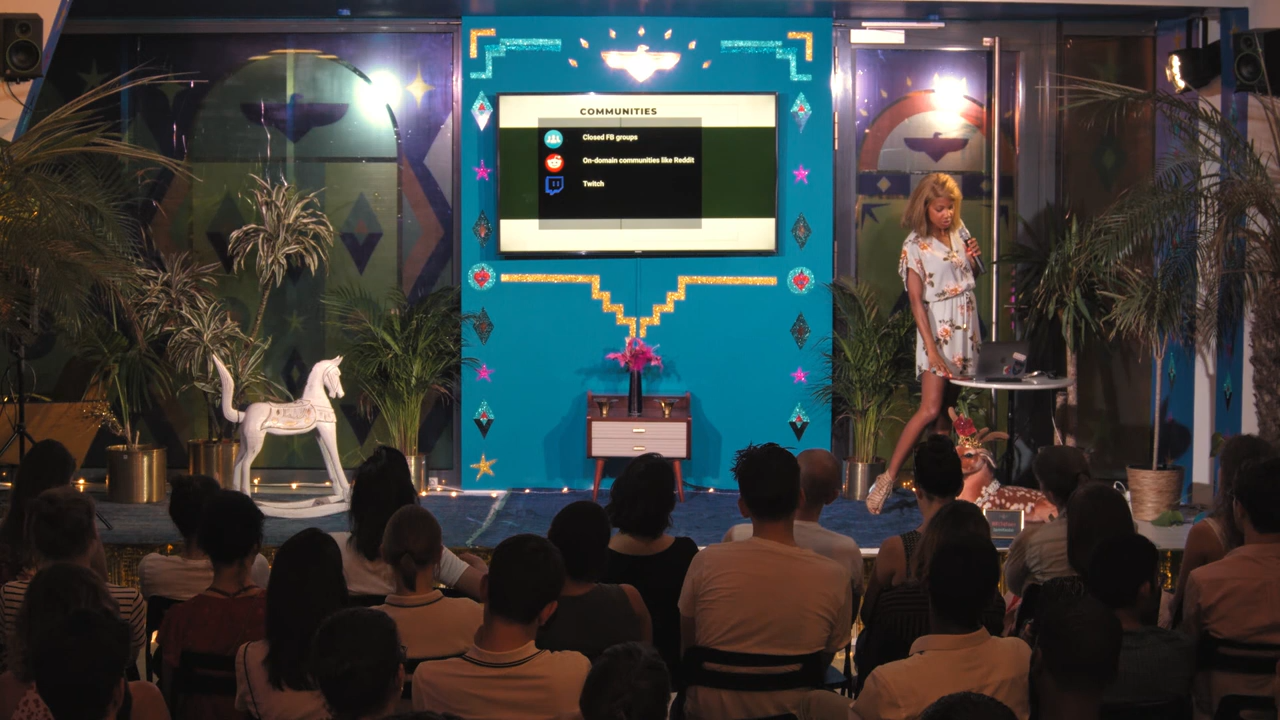 COMMUNITIES
Closed FB groups
On-domain communities like Reddit
Twitch